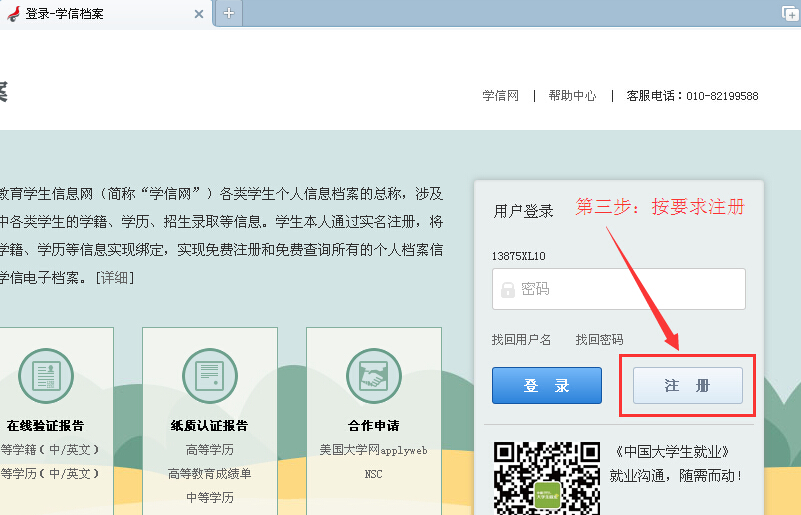 登录-学信档案
案
学信网 | 帮助中心 | 客服电话：010-82199588
教育学生信息网（简称“学信网”）各类学生个人信息档案的总称，涉及
中各类学生的学籍、学历、招生录取等信息。学生本人通过实名注册，将
学籍、学历等信息实现绑定，实现免费注册和免费查询所有的个人档案信
学信电子档案。[详细]
用户登录
第三步：按要求注册
13875XL10
密码
找回用户名 找回密码
登 录
注 册
在线验证报告
等学籍（中/英文）
等学历（中/英文）
纸质认证报告
高等学历
高等教育成绩单
中等学历
合作申请
美国大学网applyweb
NSC
《中国大学生就业》
就业沟通，随需而动！